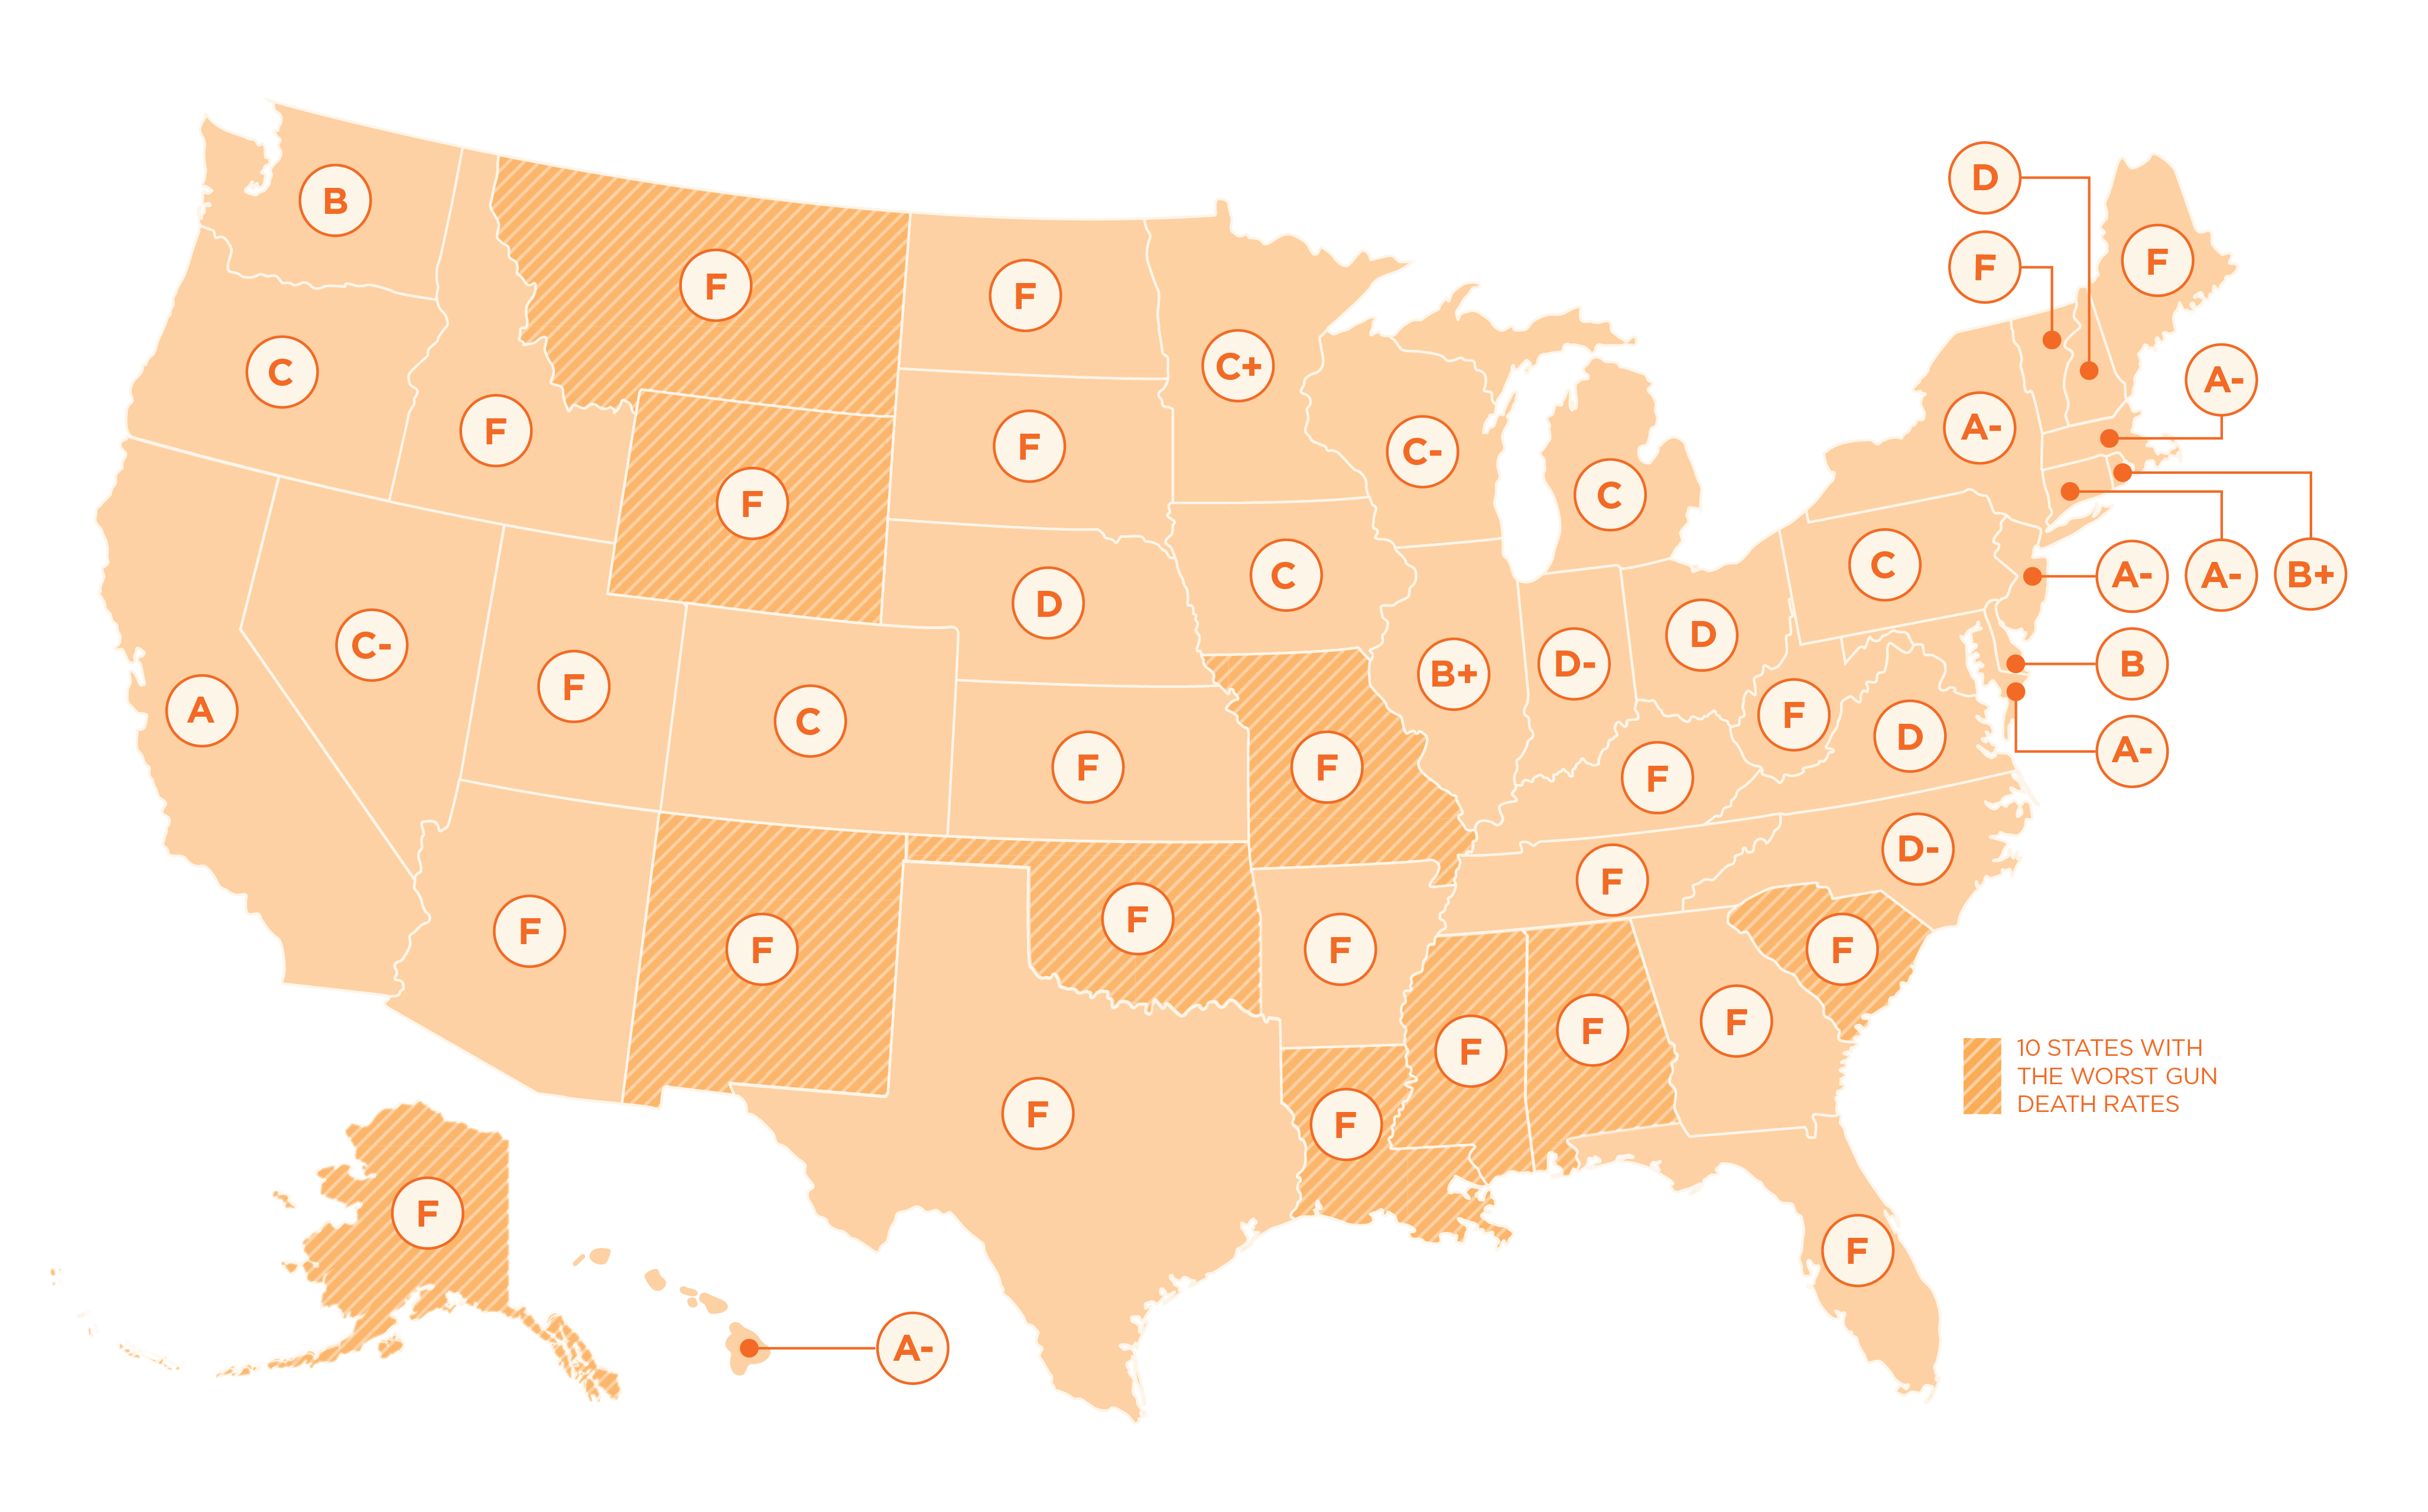 D
B
F
F
A-
F
F
C+
C
A-
F
F
C-
C
F
C
A-
A-
B+
C
D
D
C-
B+
D-
B
F
A
C
F
D
A-
F
F
F
D-
F
F
F
F
F
F
F
F
F
F
10 STATES WITH
THE WORST GUN
DEATH RATES
F
F
F
F
A-